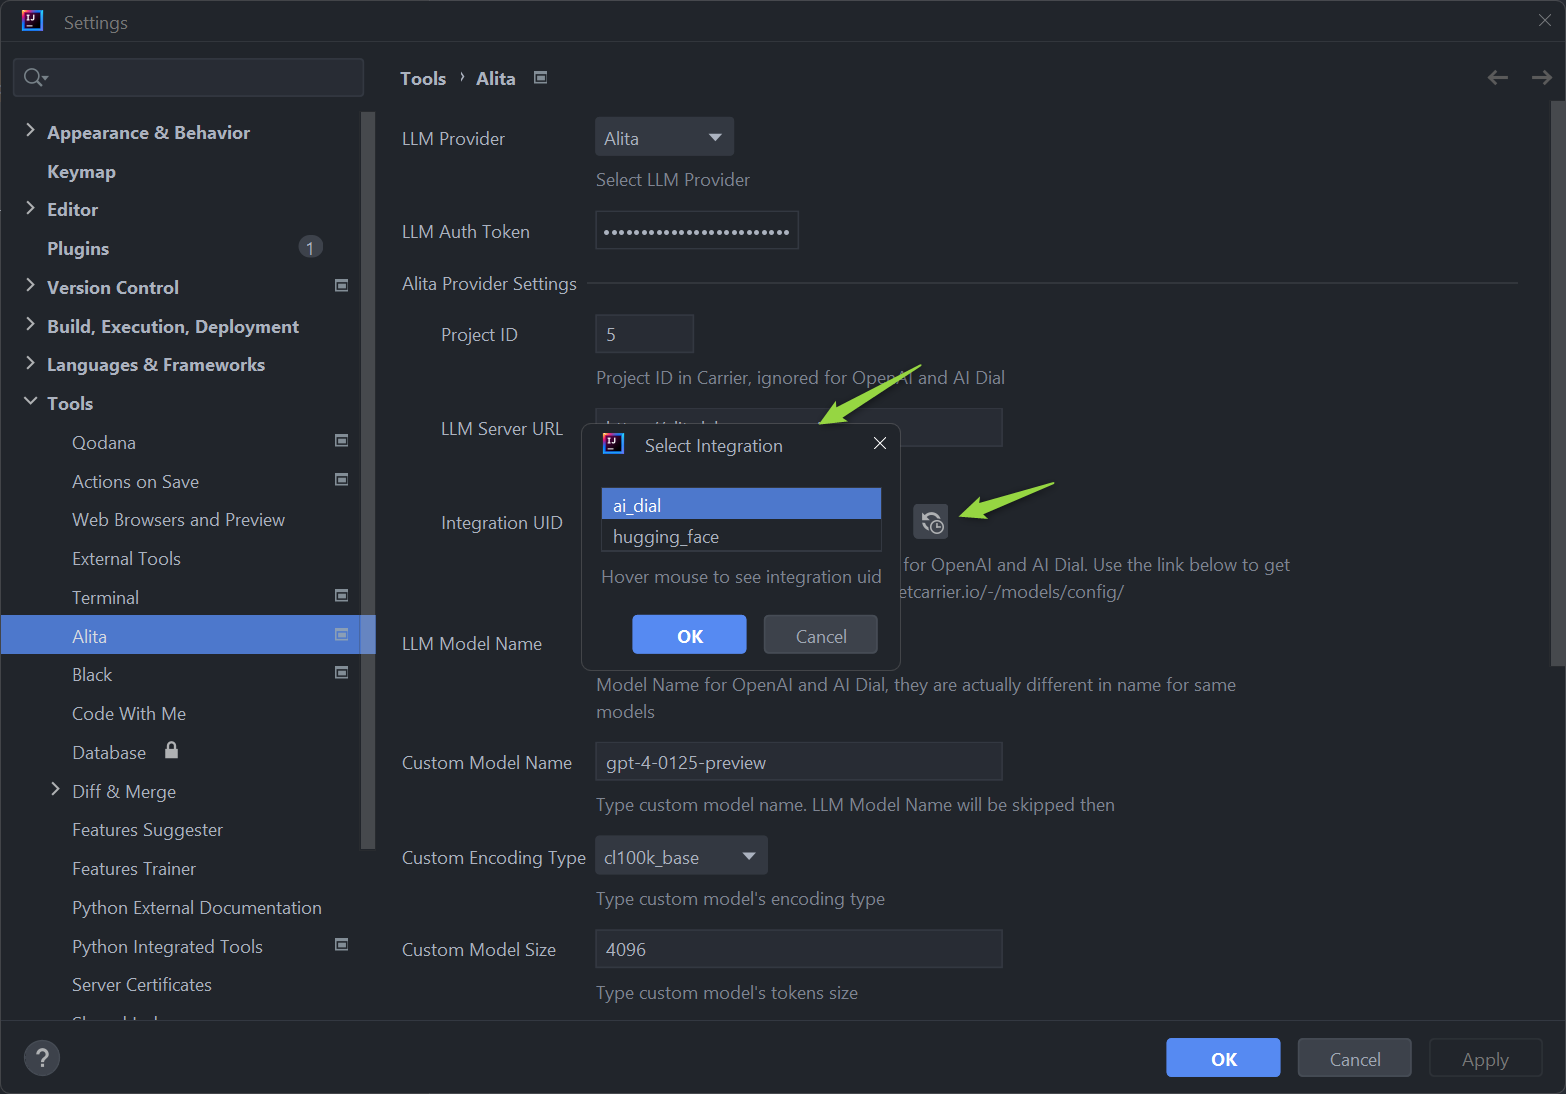 Settings
Tools › Alita
Appearance & Behavior
Keymap
Editor
Plugins 1
Version Control
Build, Execution, Deployment
Languages & Frameworks
Tools
Qodana
Actions on Save
Web Browsers and Preview
External Tools
Terminal
Alita
Black
Code With Me
Database
Diff & Merge
Features Suggester
Features Trainer
Python External Documentation
Python Integrated Tools
Server Certificates
LLM Provider Alita
Select LLM Provider
LLM Auth Token ••••••••••••••••••••••••
Alita Provider Settings
Project ID 5
Project ID in Carrier, ignored for OpenAI and AI Dial
LLM Server URL
Select Integration
ai_dial
hugging_face
Hover mouse to see integration uid
OK Cancel
Integration UID
for OpenAI and AI Dial. Use the link below to get
etcarrier.io/-/models/config/
LLM Model Name
Model Name for OpenAI and AI Dial, they are actually different in name for same
models
Custom Model Name gpt-4-0125-preview
Type custom model name. LLM Model Name will be skipped then
Custom Encoding Type cl100k_base
Type custom model's encoding type
Custom Model Size 4096
Type custom model's tokens size
? OK Cancel Apply